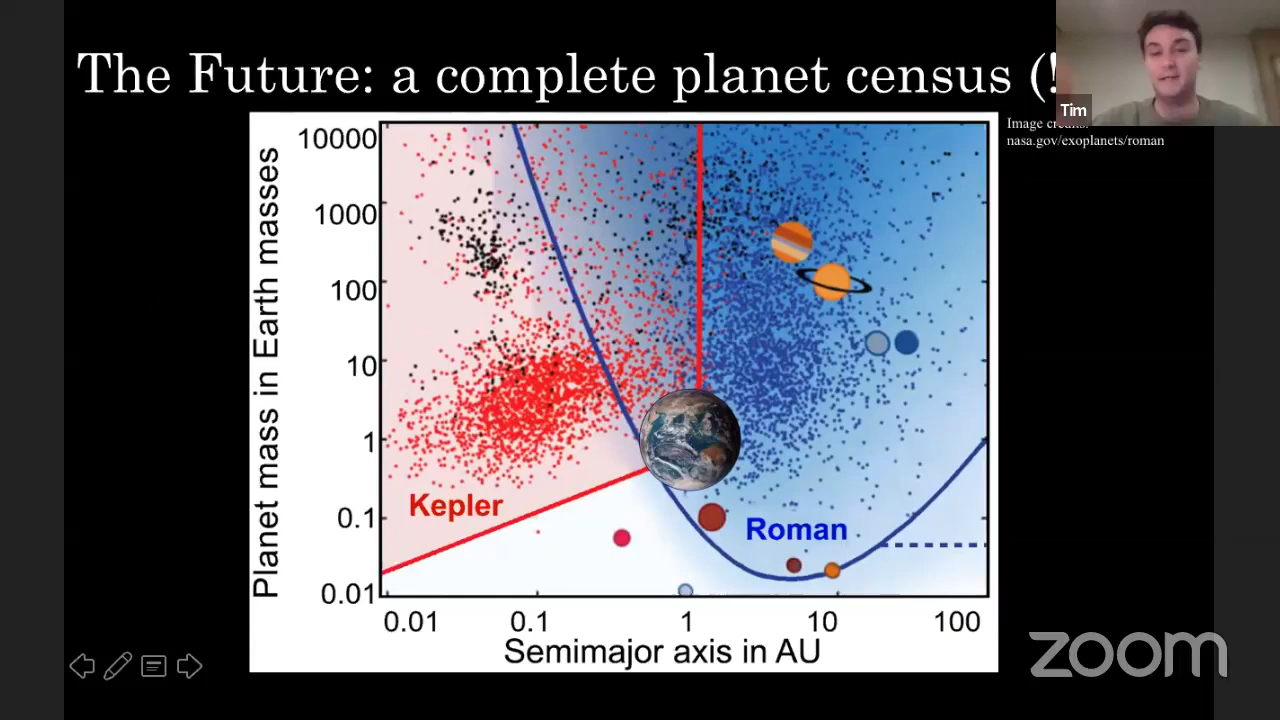 The Future: a complete planet census (!
Tim
Image credits:
nasa.gov/exoplanets/roman
Planet mass in Earth masses
10000
1000
100
10
1
0.1
0.01
Kepler
Roman
0.01 0.1 1 10 100
Semimajor axis in AU
zoom